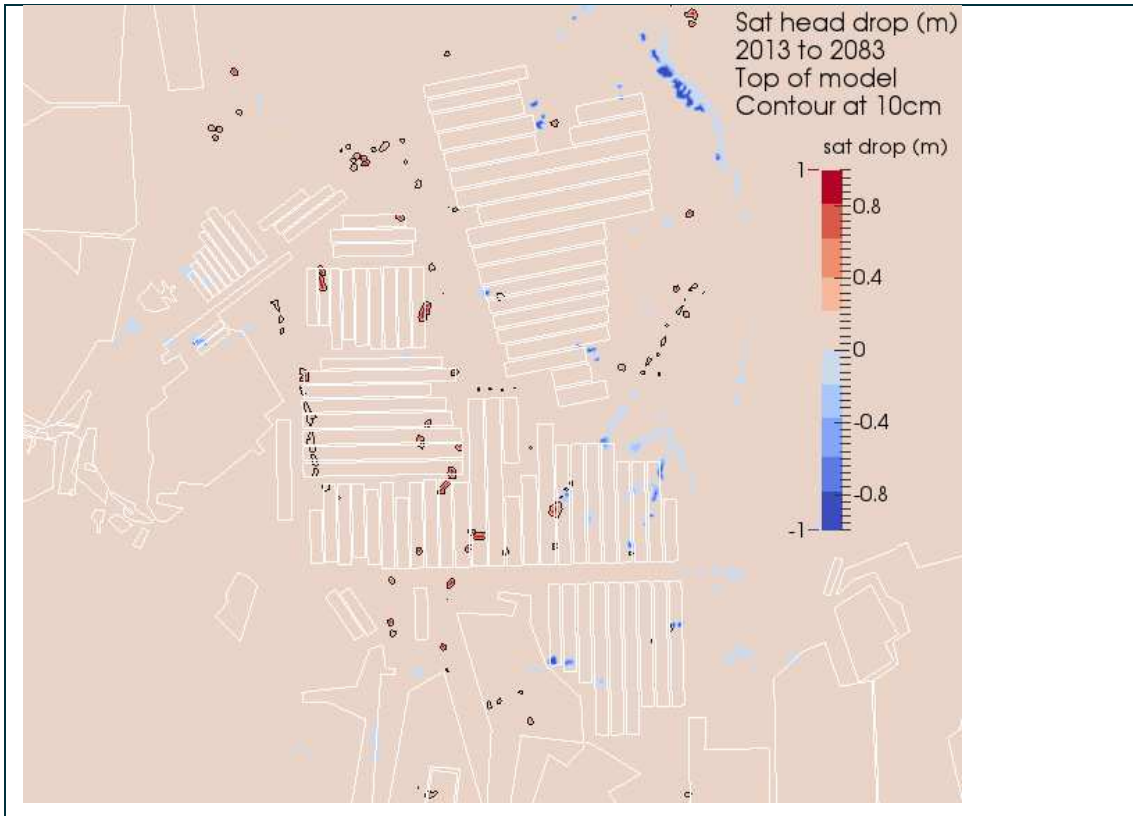 Sat head drop (m)
2013 to 2083
Top of model
Contour at 10cm
sat drop (m)
1
0.8
0.4
0
-0.4
-0.8
-1